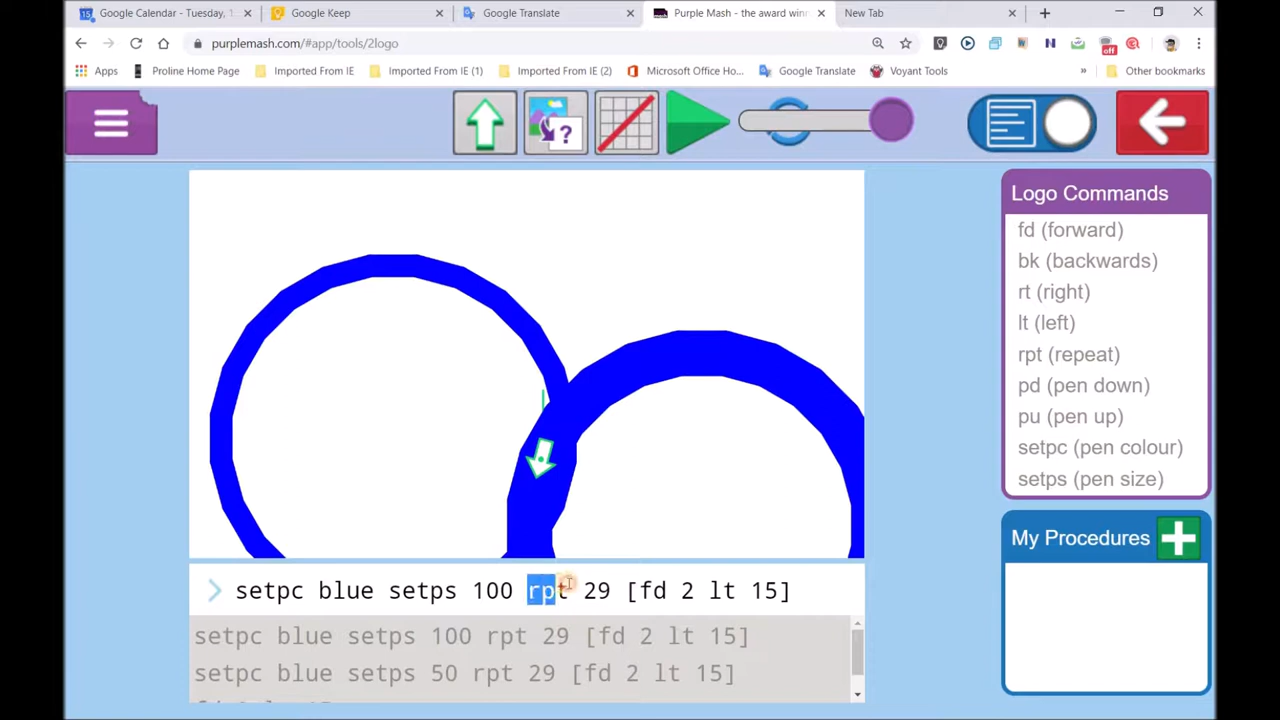 Google Calendar - Tuesday, 1
Google Keep
Google Translate
Purple Mash - the award winn
New Tab
purplemash.com/#app/tools/2logo
Apps
Proline Home Page
Imported From IE
Imported From IE (1)
Imported From IE (2)
Microsoft Office Ho...
Google Translate
Voyant Tools
»
Other bookmarks
Logo Commands
fd (forward)
bk (backwards)
rt (right)
lt (left)
rpt (repeat)
pd (pen down)
pu (pen up)
setpc (pen colour)
setps (pen size)
My Procedures
setpc blue setps 100 rpt 29 [fd 2 lt 15]
setpc blue setps 100 rpt 29 [fd 2 lt 15]
setpc blue setps 50 rpt 29 [fd 2 lt 15]